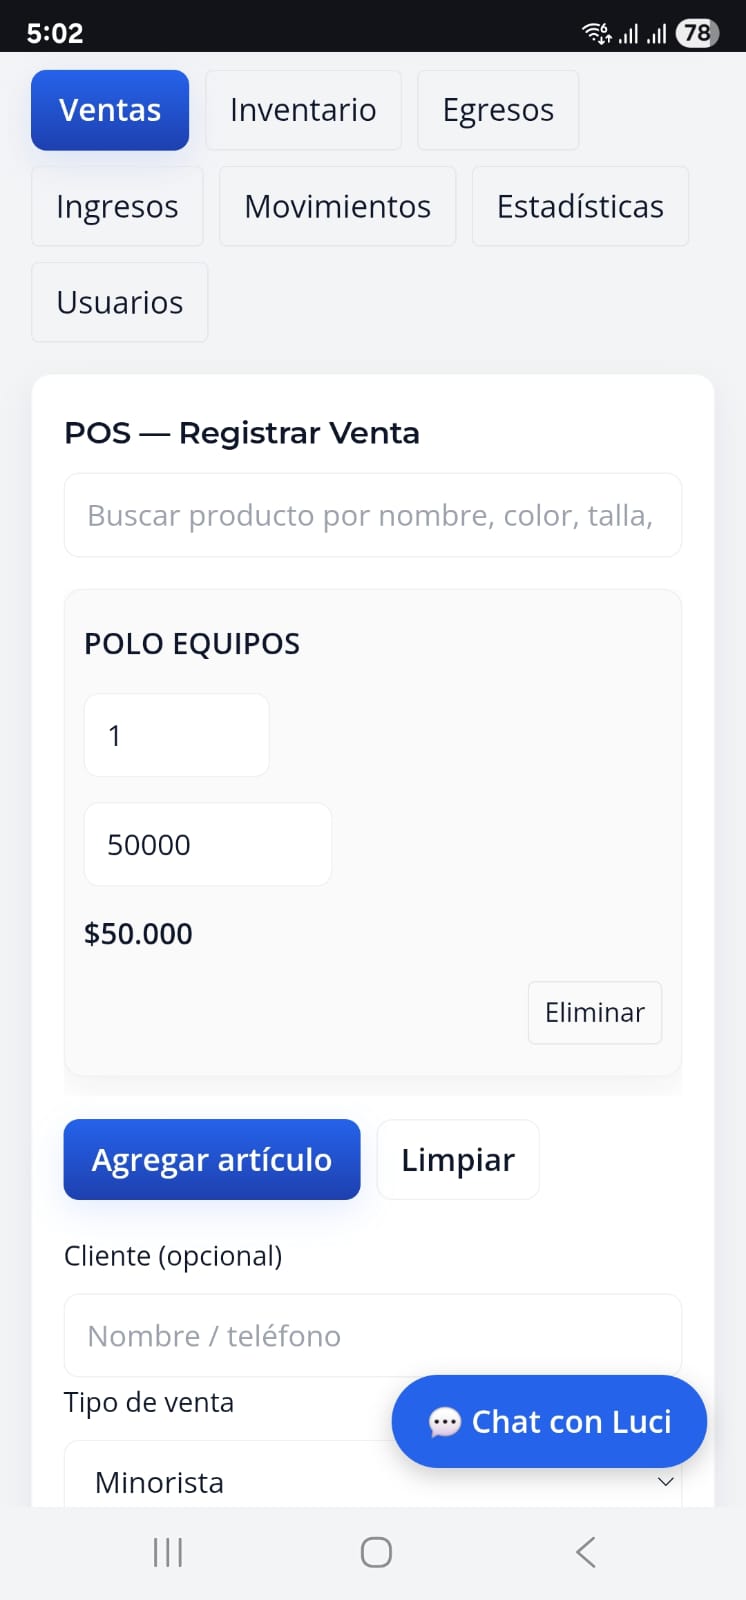 5:02
78
Ventas
Inventario
Egresos
Ingresos
Movimientos
Estadísticas
Usuarios
POS — Registrar Venta
Buscar producto por nombre, color, talla,
POLO EQUIPOS
1
50000
$50.000
Eliminar
Agregar artículo
Limpiar
Cliente (opcional)
Nombre / teléfono
Tipo de venta
Chat con Luci
Minorista